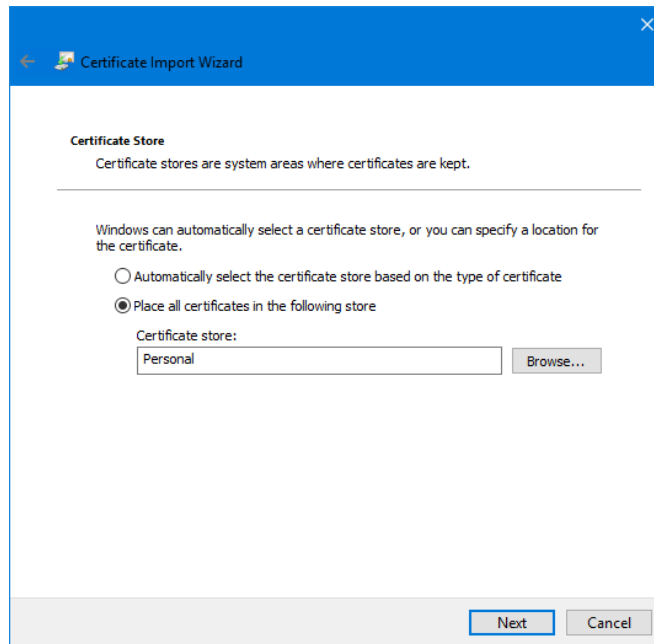 Certificate Import Wizard
Certificate Store
Certificate stores are system areas where certificates are kept.
Windows can automatically select a certificate store, or you can specify a location for
the certificate.
Automatically select the certificate store based on the type of certificate
Place all certificates in the following store
Certificate store:
Personal
Browse...
Next
Cancel